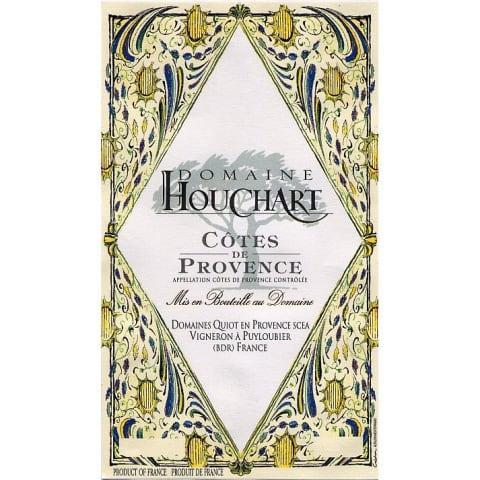 DOMAINE
HOUCHART
CÔTES
DE
PROVENCE
APPELLATION CÔTES DE PROVENCE CONTRÔLÉE
Mis en Bouteille au Domaine
DOMAINES QUIOT EN PROVENCE SCEA
VIGNERON À PUYLOUBIER
(BDR) FRANCE
PRODUCT OF FRANCE PRODUIT DE FRANCE